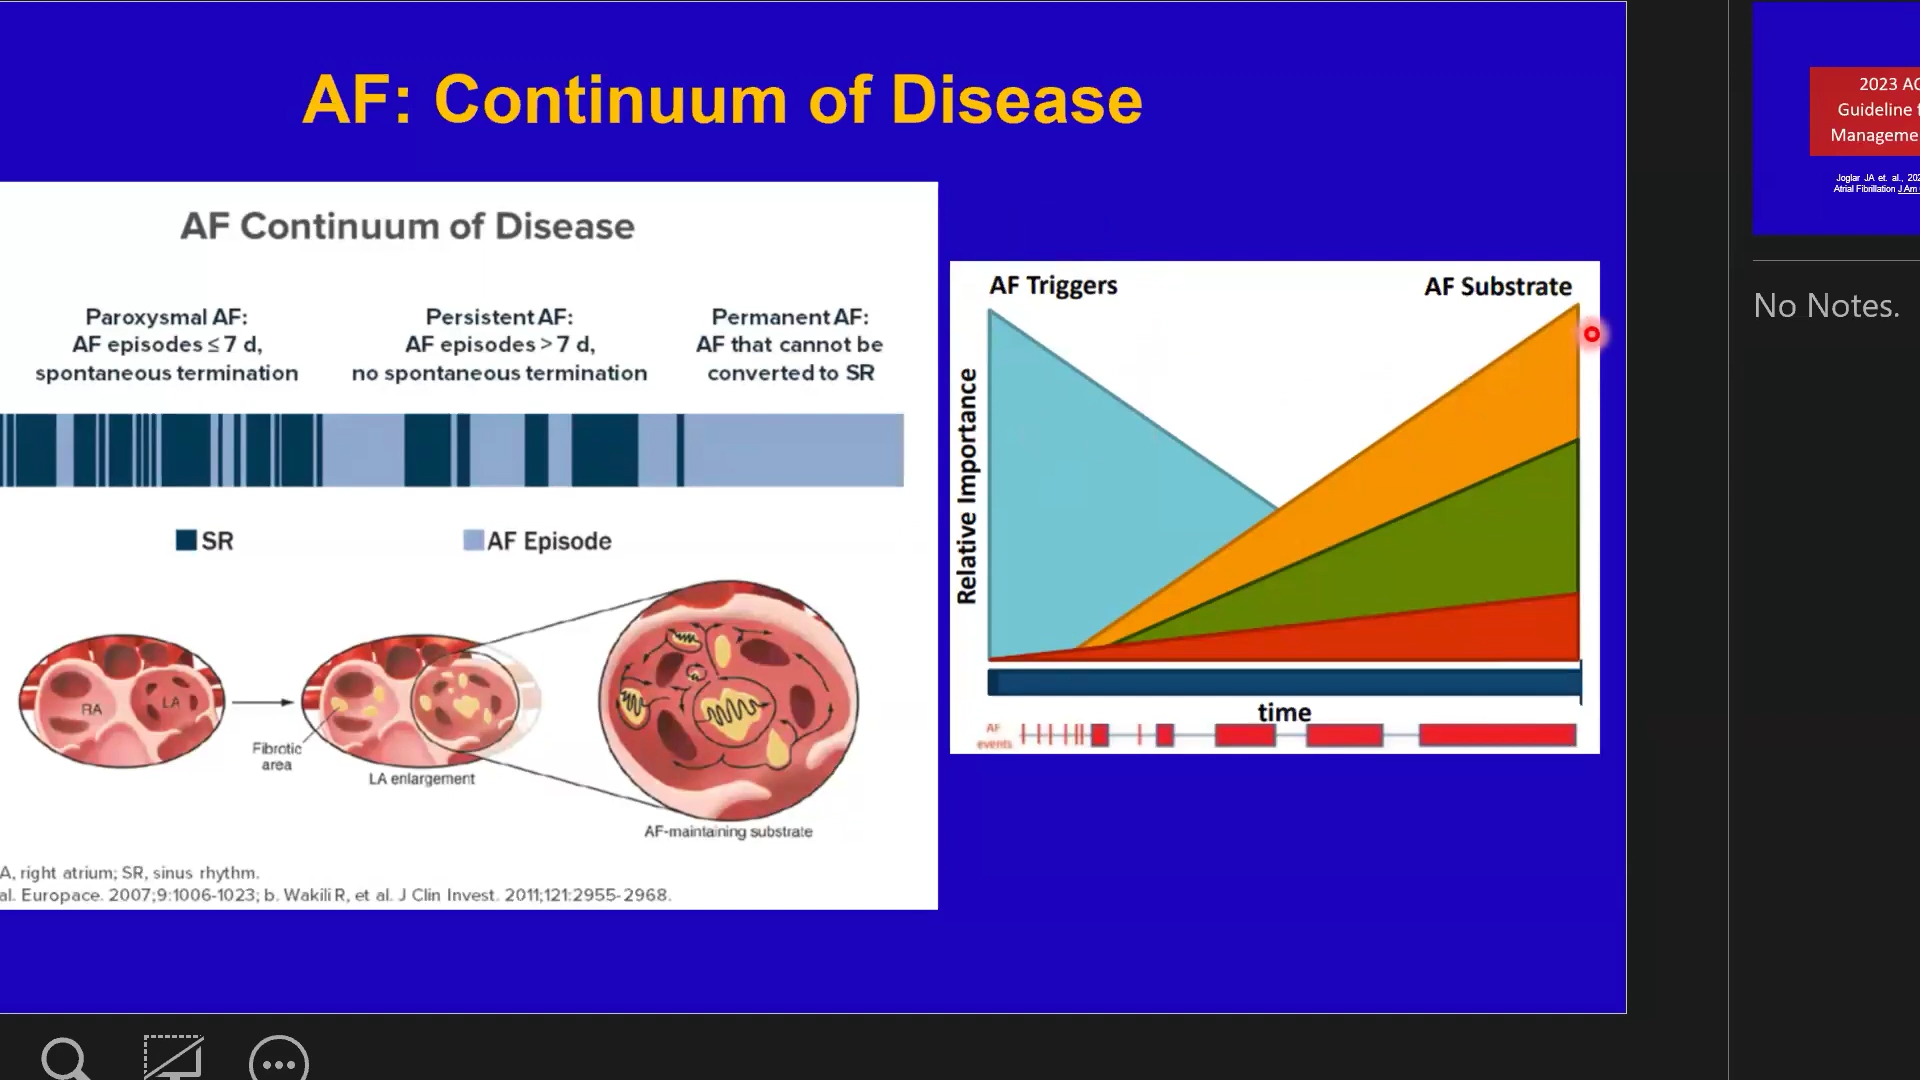 AF: Continuum of Disease
AF Continuum of Disease
Paroxysmal AF:
AF episodes ≤ 7 d,
spontaneous termination
Persistent AF:
AF episodes > 7 d,
no spontaneous termination
Permanent AF:
AF that cannot be
converted to SR
SR
AF Episode
RA
LA
Fibrotic
area
LA enlargement
AF-maintaining substrate
A, right atrium; SR, sinus rhythm.
al. Europace. 2007;9:1006-1023; b. Wakili R, et al. J Clin Invest. 2011;121:2955-2968.
AF Triggers
AF Substrate
Relative Importance
time
AF
events
2023 AC
Guideline f
Manageme
Joglar JA et. al., 202
Atrial Fibrillation J Am
No Notes.